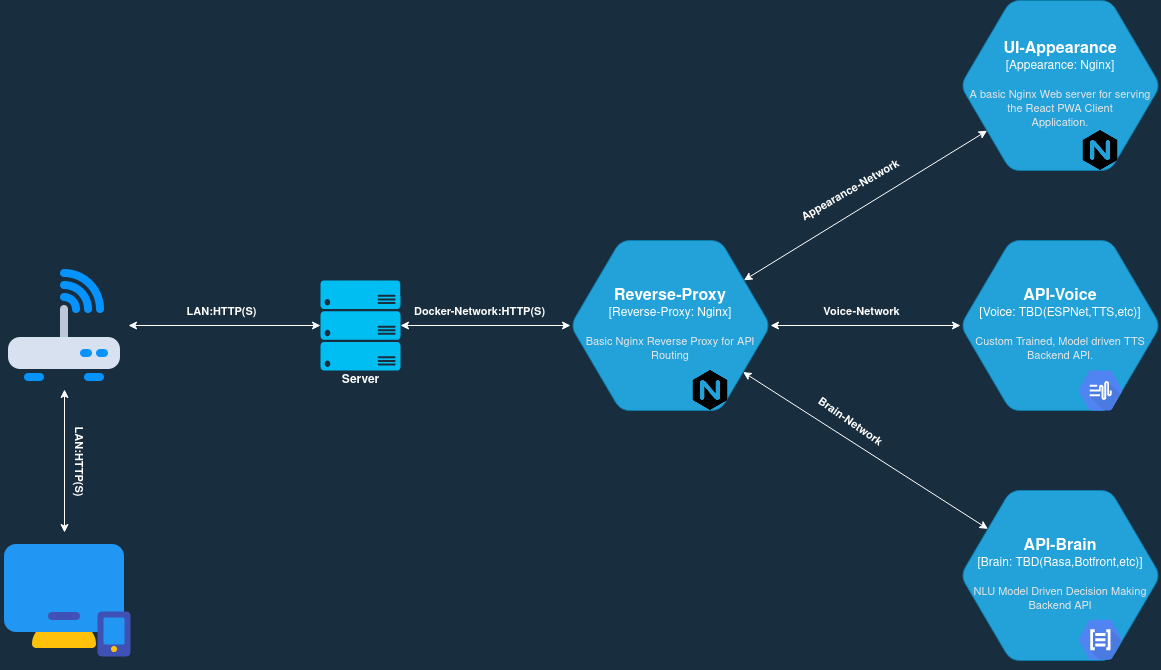 UI-Appearance
[Appearance: Nginx]
A basic Nginx Web server for serving
the React PWA Client
Application.
Appearance-Network
LAN:HTTP(S)
Server
Docker-Network:HTTP(S)
Reverse-Proxy
[Reverse-Proxy: Nginx]
Basic Nginx Reverse Proxy for API
Routing
Voice-Network
API-Voice
[Voice: TBD(ESPNet,TTS,etc)]
Custom Trained, Model driven TTS
Backend API.
LAN:HTTP(S)
Brain-Network
API-Brain
[Brain: TBD(Rasa,Botfront,etc)]
NLU Model Driven Decision Making
Backend API